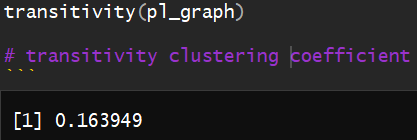 transitivity(pl_graph)
# transitivity clustering coefficient
```
[1] 0.163949